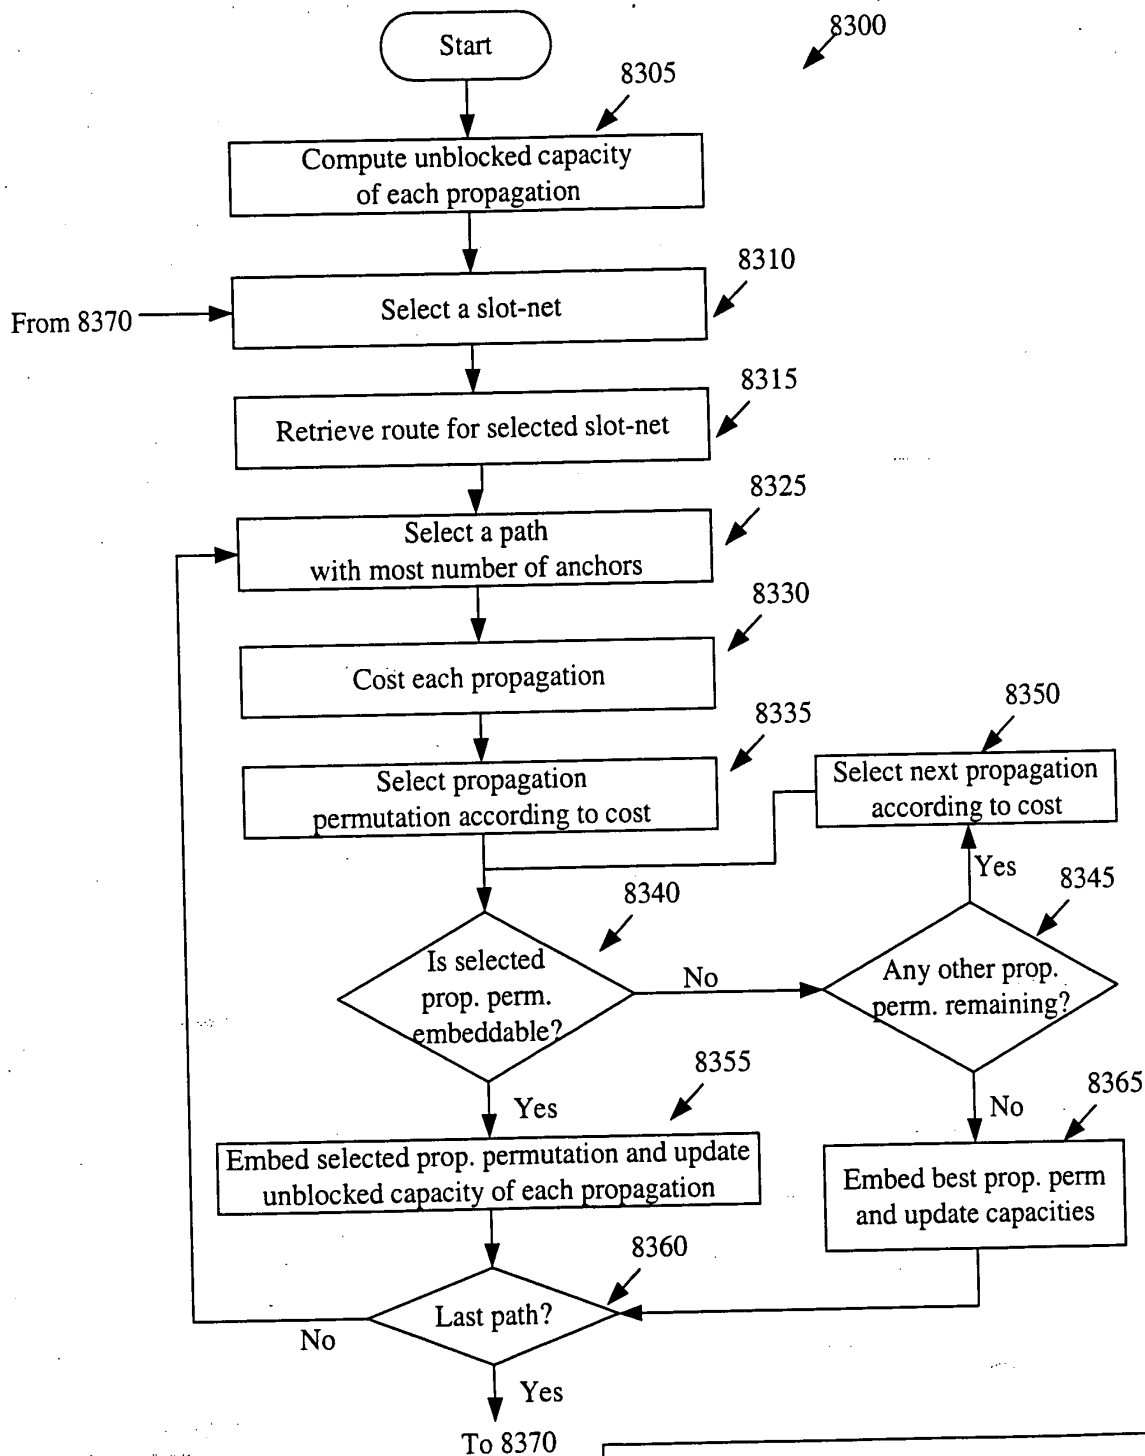 Start
8300
8305
Compute unblocked capacity
of each propagation
8310
Select a slot-net
From 8370
8315
Retrieve route for selected slot-net
8325
Select a path
with most number of anchors
8330
Cost each propagation
8335
Select propagation
permutation according to cost
8350
Select next propagation
according to cost
Yes
8340
Is selected
prop. perm.
embeddable?
No
8345
Any other prop.
perm. remaining?
8355
Yes
No
8365
Embed selected prop. permutation and update
unblocked capacity of each propagation
Embed best prop. perm
and update capacities
8360
Last path?
No
Yes
To 8370